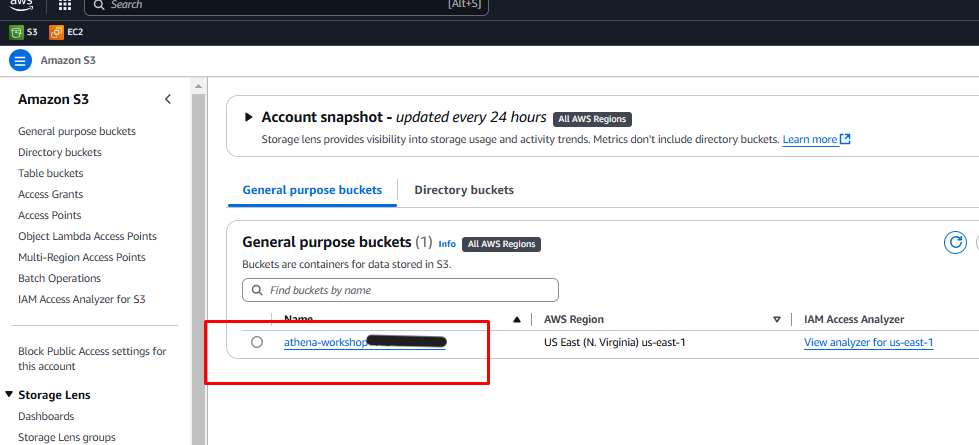 aws
Search [Alt+S]
S3 EC2
Amazon S3
Amazon S3
General purpose buckets
Directory buckets
Table buckets
Access Grants
Access Points
Object Lambda Access Points
Multi-Region Access Points
Batch Operations
IAM Access Analyzer for S3
Block Public Access settings for
this account
Storage Lens
Dashboards
Storage Lens groups
Account snapshot - updated every 24 hours All AWS Regions
Storage lens provides visibility into storage usage and activity trends. Metrics don't include directory buckets. Learn more
General purpose buckets Directory buckets
General purpose buckets (1) Info All AWS Regions
Buckets are containers for data stored in S3.
Find buckets by name
Name AWS Region IAM Access Analyzer
athena-workshop US East (N. Virginia) us-east-1 View analyzer for us-east-1